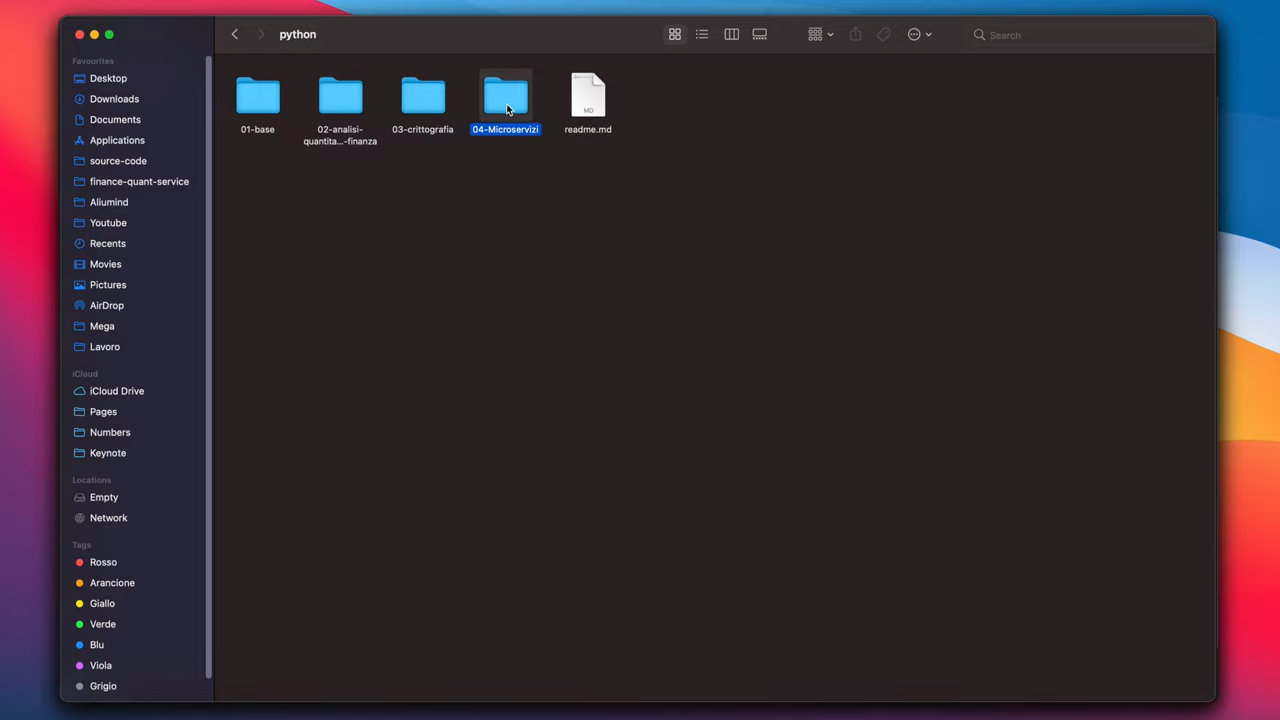 python
Search
Favourites
Desktop
Downloads
Documents
Applications
source-code
finance-quant-service
Aliumind
Youtube
Recents
Movies
Pictures
AirDrop
Mega
Lavoro
iCloud
iCloud Drive
Pages
Numbers
Keynote
Locations
Empty
Network
Tags
Rosso
Arancione
Giallo
Verde
Blu
Viola
Grigio
01-base
02-analisi-
quantita...-finanza
03-crittografia
04-Microservizi
MD
readme.md